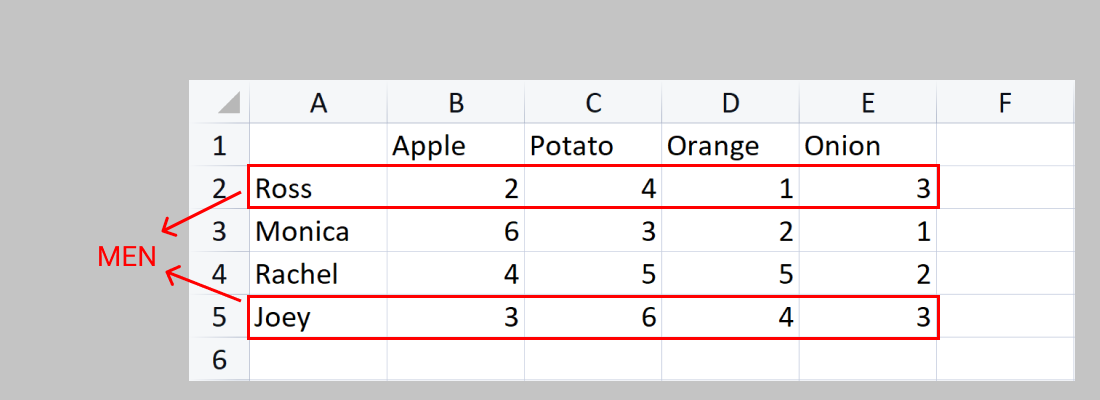 A B C D E F
1 Apple Potato Orange Onion
2 Ross 2 4 1 3
3 Monica 6 3 2 1
MEN
4 Rachel 4 5 5 2
5 Joey 3 6 4 3
6